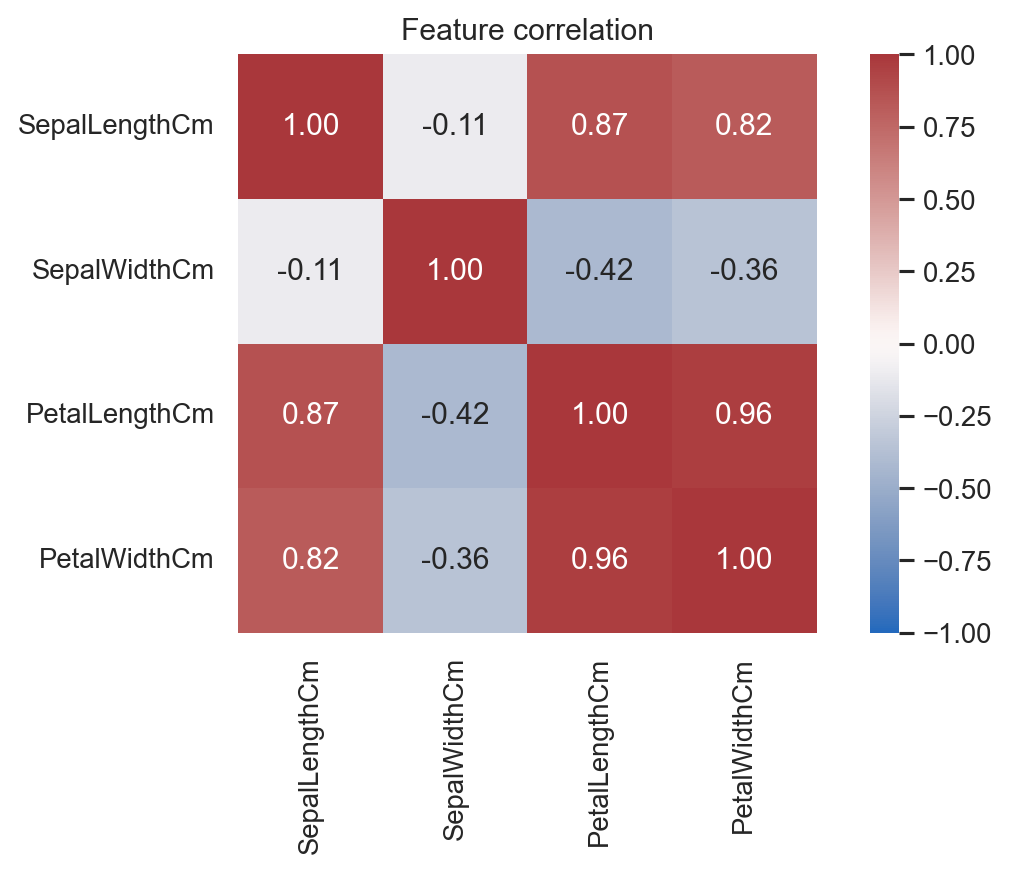 Feature correlation
SepalLengthCm 1.00 -0.11 0.87 0.82
SepalWidthCm -0.11 1.00 -0.42 -0.36
PetalLengthCm 0.87 -0.42 1.00 0.96
PetalWidthCm 0.82 -0.36 0.96 1.00
SepalLengthCm
SepalWidthCm
PetalLengthCm
PetalWidthCm
1.00
0.75
0.50
0.25
0.00
−0.25
−0.50
−0.75
−1.00